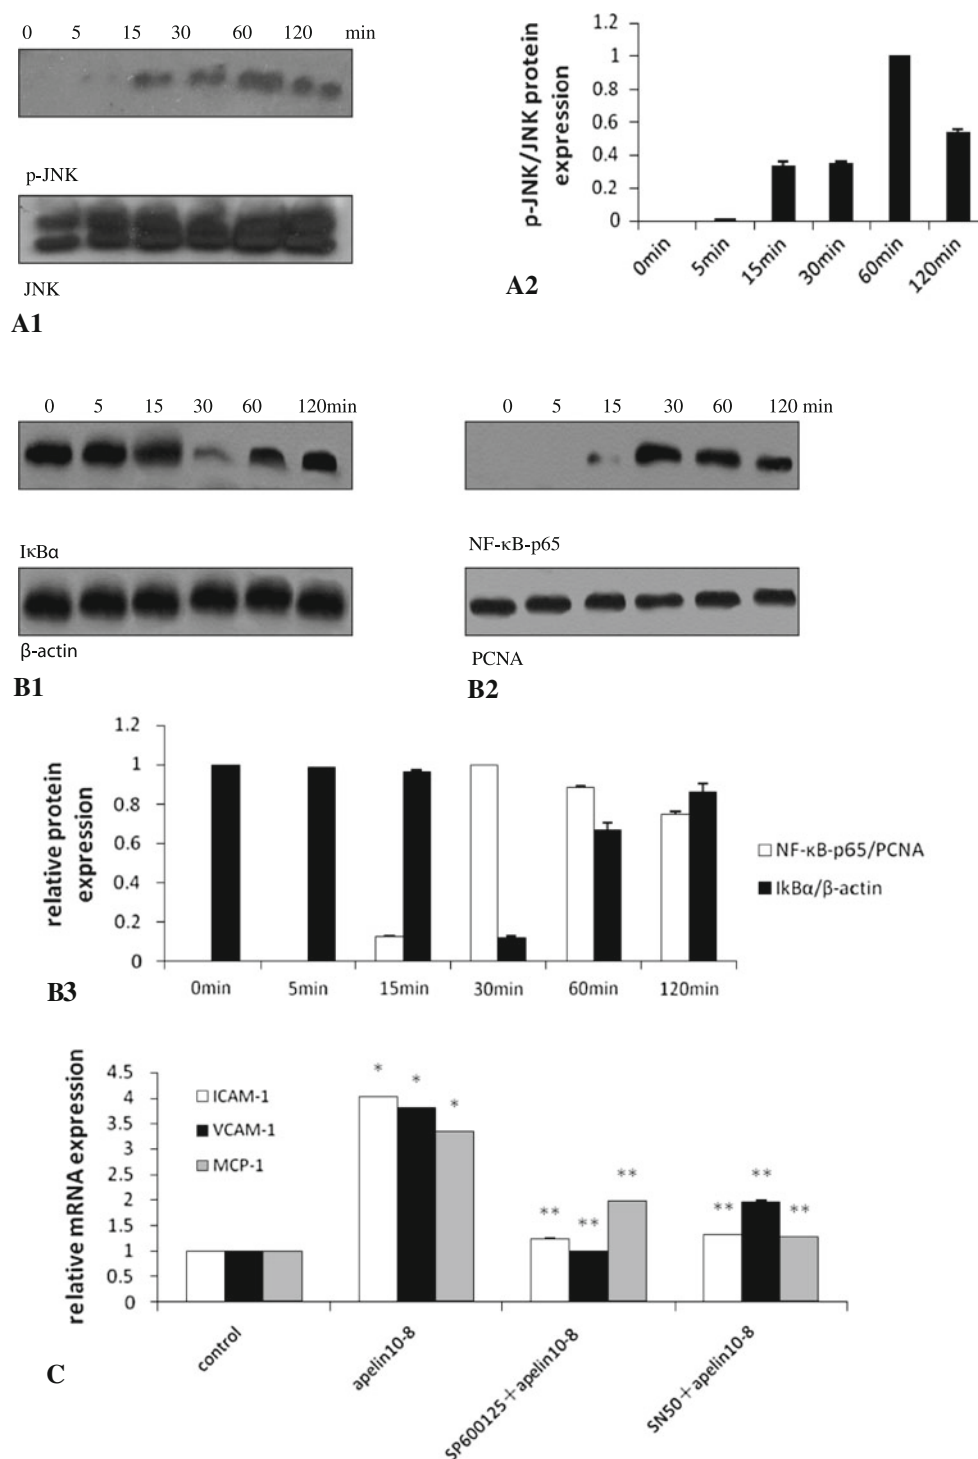 0 5 15 30 60 120 min
p-JNK
JNK
A1
p-JNK/JNK protein
expression
1.2
1
0.8
0.6
0.4
0.2
0
0min 5min 15min 30min 60min 120min
A2
0 5 15 30 60 120min
IκBα
β-actin
B1
0 5 15 30 60 120 min
NF-κB-p65
PCNA
B2
relative protein
expression
1.2
1
0.8
0.6
0.4
0.2
0
0min 5min 15min 30min 60min 120min
NF-κB-p65/PCNA
IkBα/β-actin
B3
relative mRNA expression
4.5
4
3.5
3
2.5
2
1.5
1
0.5
0
ICAM-1
VCAM-1
MCP-1
* * *
** ** **
** ** **
control apelin10-8 SP600125+apelin10-8 SN50+apelin10-8
C